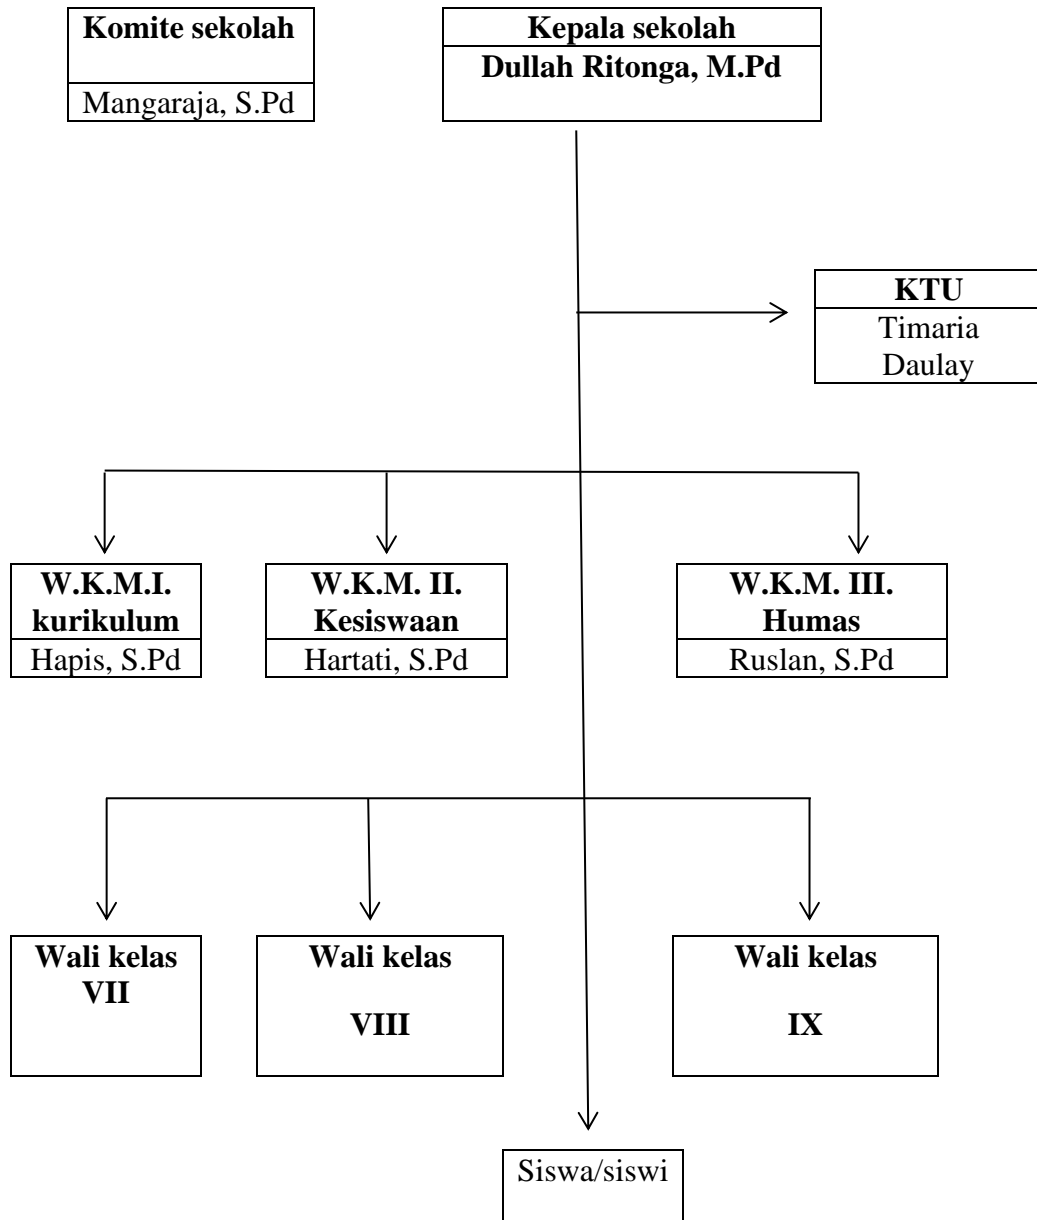 Komite sekolah
Mangaraja, S.Pd
Kepala sekolah
Dullah Ritonga, M.Pd
KTU
Timaria
Daulay
W.K.M.I.
kurikulum
Hapis, S.Pd
W.K.M. II.
Kesiswaan
Hartati, S.Pd
W.K.M. III.
Humas
Ruslan, S.Pd
Wali kelas
VII
Wali kelas
VIII
Wali kelas
IX
Siswa/siswi